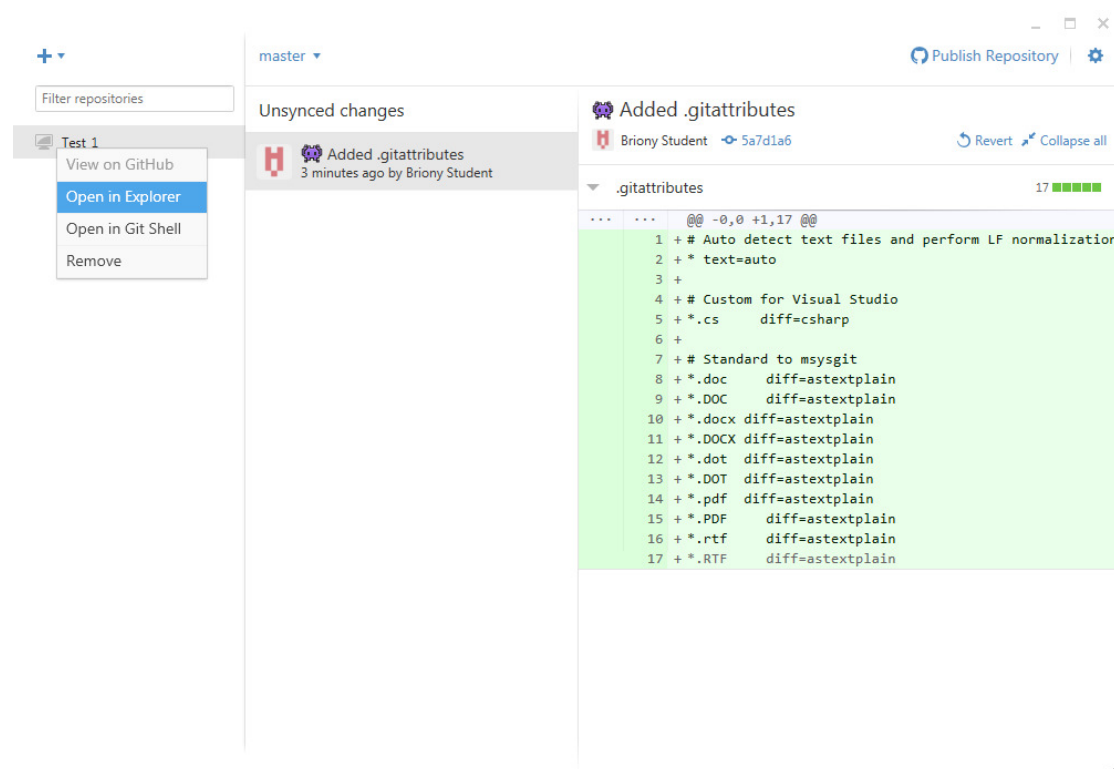 master
Publish Repository
Filter repositories
Test 1
View on GitHub
Open in Explorer
Open in Git Shell
Remove
Unsynced changes
Added .gitattributes
3 minutes ago by Briony Student
Added .gitattributes
Briony Student 5a7d1a6 Revert Collapse all
.gitattributes 17
... ... @@ -0,0 +1,17 @@
1 +# Auto detect text files and perform LF normalization
2 +* text=auto
3 +
4 +# Custom for Visual Studio
5 +*.cs     diff=csharp
6 +
7 +# Standard to msysgit
8 +*.doc     diff=astextplain
9 +*.DOC     diff=astextplain
10 +*.docx diff=astextplain
11 +*.DOCX diff=astextplain
12 +*.dot  diff=astextplain
13 +*.DOT  diff=astextplain
14 +*.pdf  diff=astextplain
15 +*.PDF     diff=astextplain
16 +*.rtf     diff=astextplain
17 +*.RTF     diff=astextplain